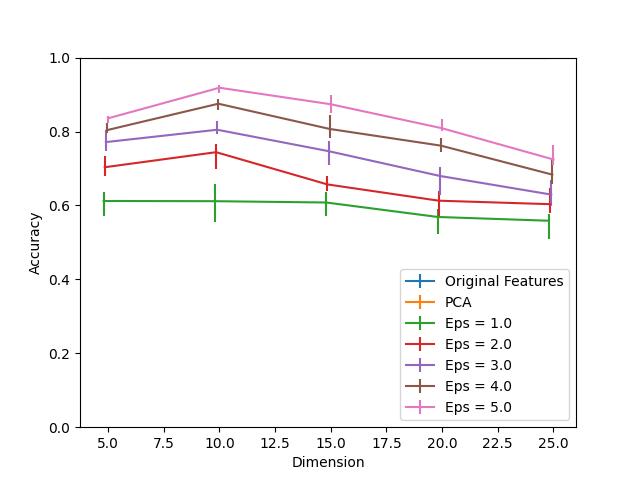 1.0
0.8
0.6
0.4
0.2
0.0
Accuracy
5.0 7.5 10.0 12.5 15.0 17.5 20.0 22.5 25.0
Dimension
Original Features
PCA
Eps = 1.0
Eps = 2.0
Eps = 3.0
Eps = 4.0
Eps = 5.0